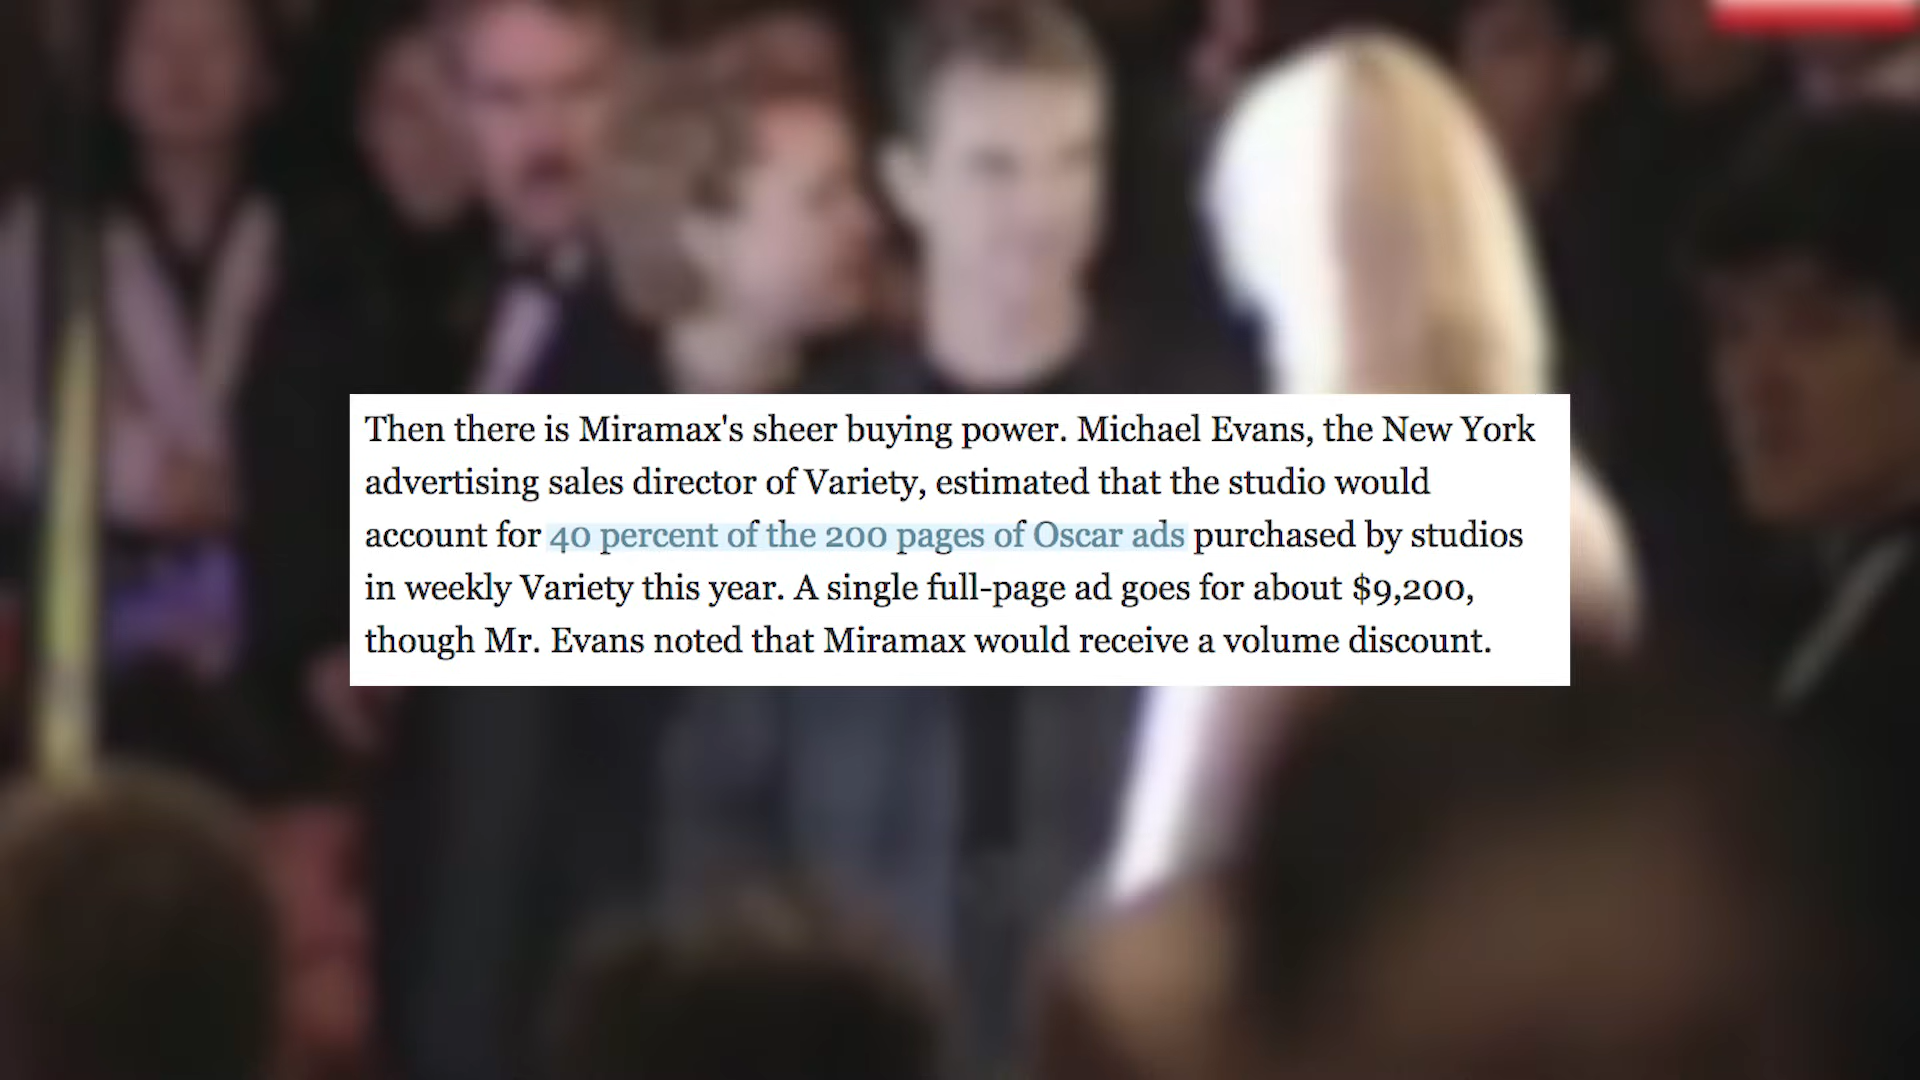 Then there is Miramax's sheer buying power. Michael Evans, the New York
advertising sales director of Variety, estimated that the studio would
account for 40 percent of the 200 pages of Oscar ads purchased by studios
in weekly Variety this year. A single full-page ad goes for about $9,200,
though Mr. Evans noted that Miramax would receive a volume discount.